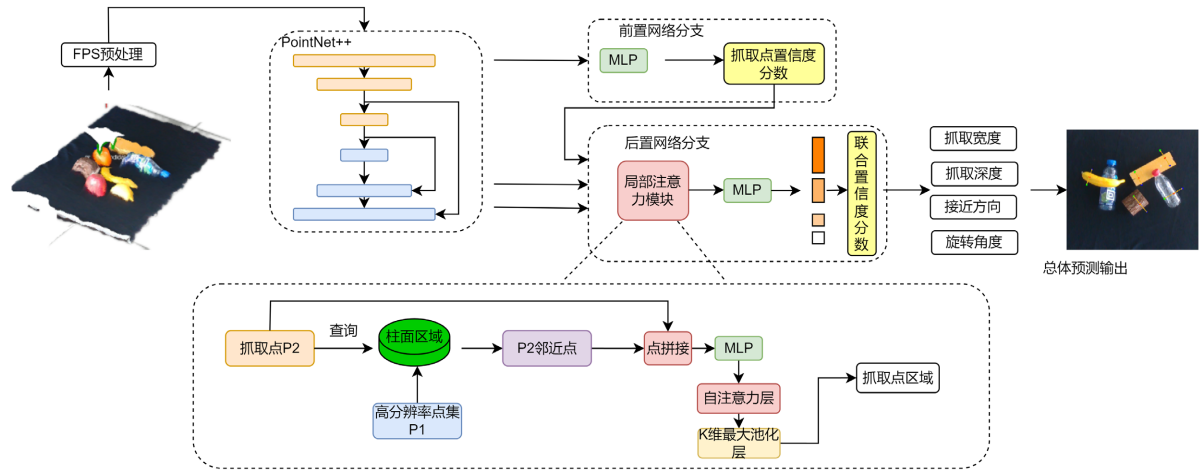 FPS预处理
PointNet++
前置网络分支
MLP
抓取点置信度
分数
后置网络分支
局部注意
力模块
MLP
联
合
置
信
度
分
数
抓取宽度
抓取深度
接近方向
旋转角度
总体预测输出
抓取点P2
查询
柱面区域
P2邻近点
点拼接
MLP
高分辨率点集
P1
自注意力层
K维最大池化
层
抓取点区域